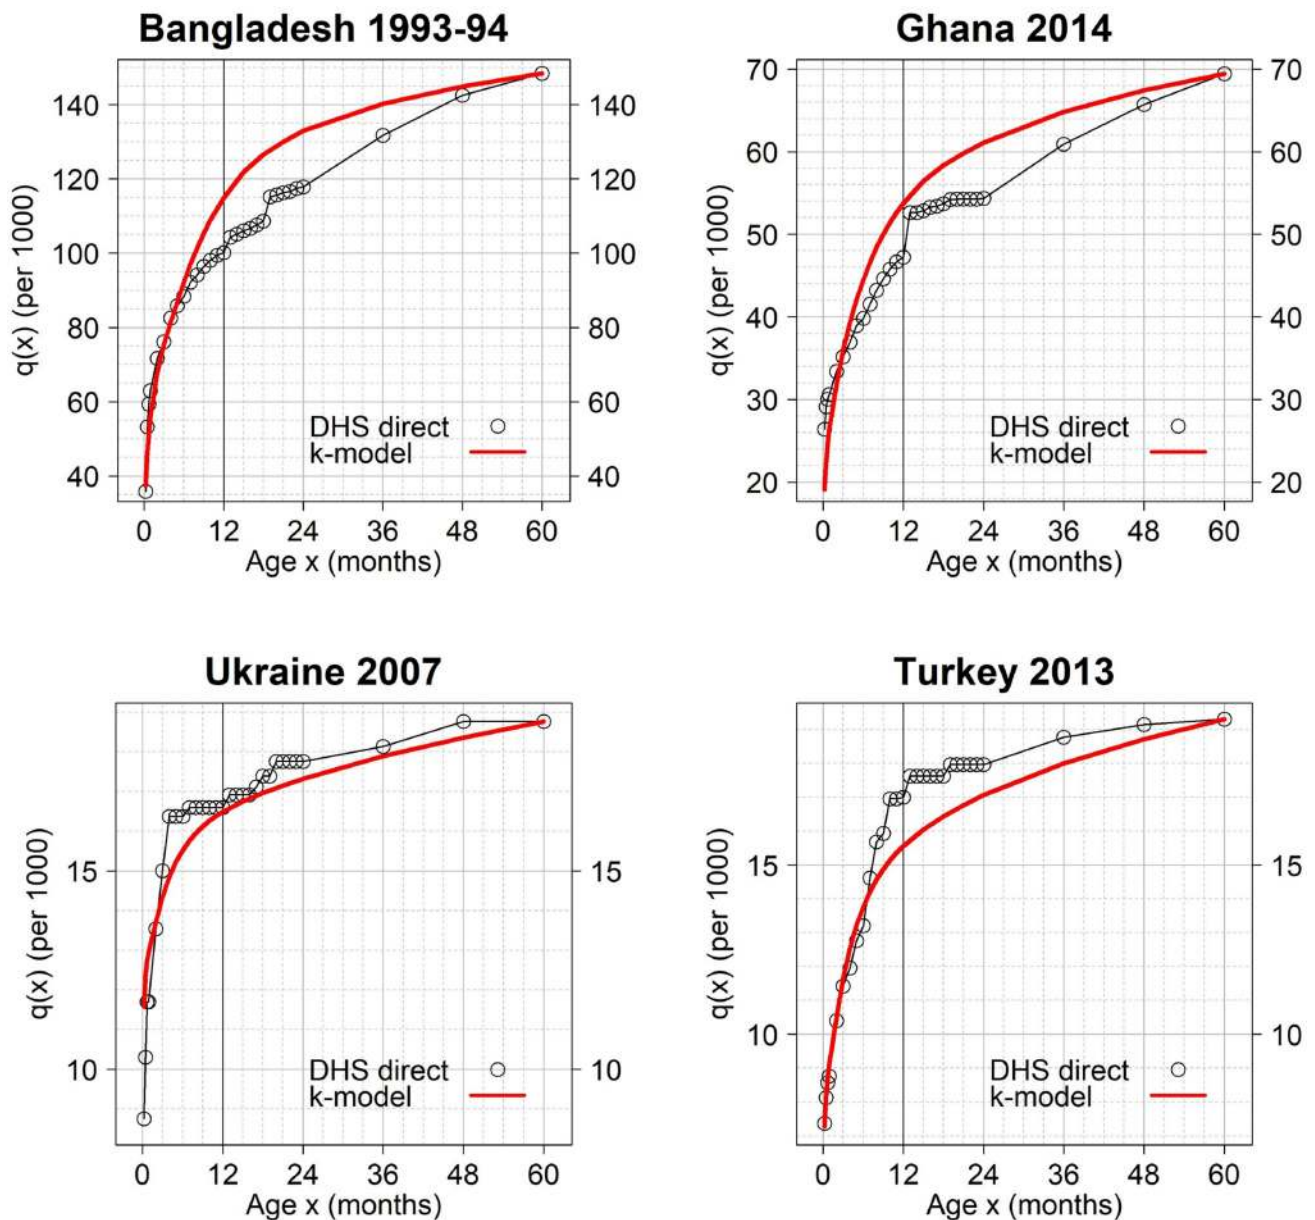 Bangladesh 1993-94
140
120
100
80
60
40
140
120
100
80
60
40
q(x) (per 1000)
DHS direct
k-model
0 12 24 36 48 60
Age x (months)
Ghana 2014
70
60
50
40
30
20
70
60
50
40
30
20
q(x) (per 1000)
DHS direct
k-model
0 12 24 36 48 60
Age x (months)
Ukraine 2007
15
10
15
10
q(x) (per 1000)
DHS direct
k-model
0 12 24 36 48 60
Age x (months)
Turkey 2013
15
10
15
10
q(x) (per 1000)
DHS direct
k-model
0 12 24 36 48 60
Age x (months)